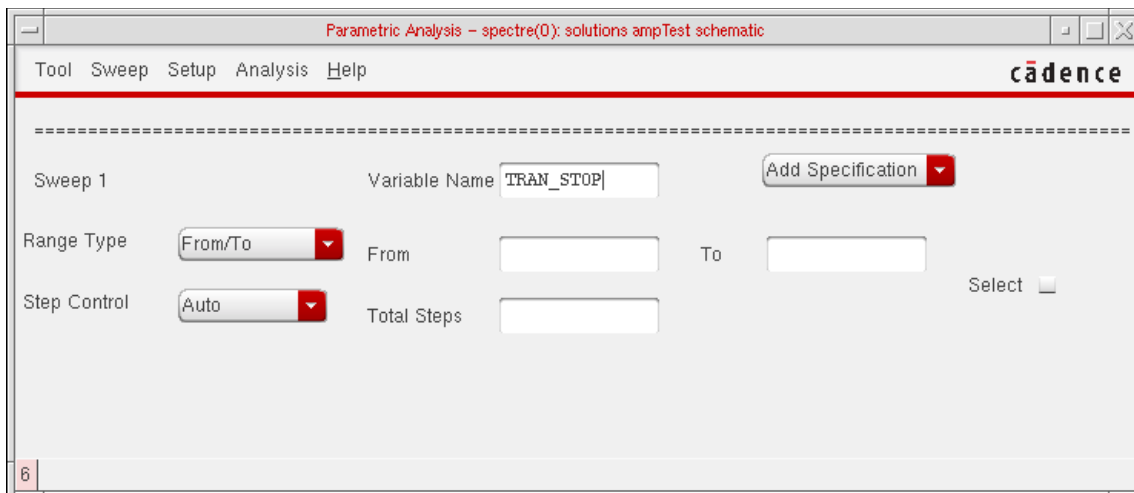 Parametric Analysis – spectre(0): solutions ampTest schematic
Tool Sweep Setup Analysis Help cādence
=======================================================================================================
Sweep 1 Variable Name TRAN_STOP Add Specification
Range Type From/To From To
Select
Step Control Auto Total Steps
6